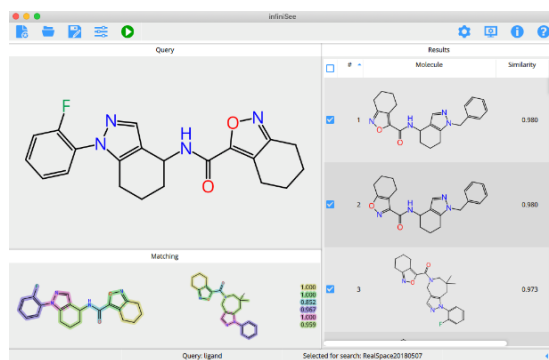 infiniSee
Query
Results
# Molecule Similarity
F
N
N
H
N
O
O
N
1 0.980
2 0.980
3 0.973
Matching
1.000
1.000
0.852
0.967
1.000
0.959
Query: ligand
Selected for search: RealSpace20180507